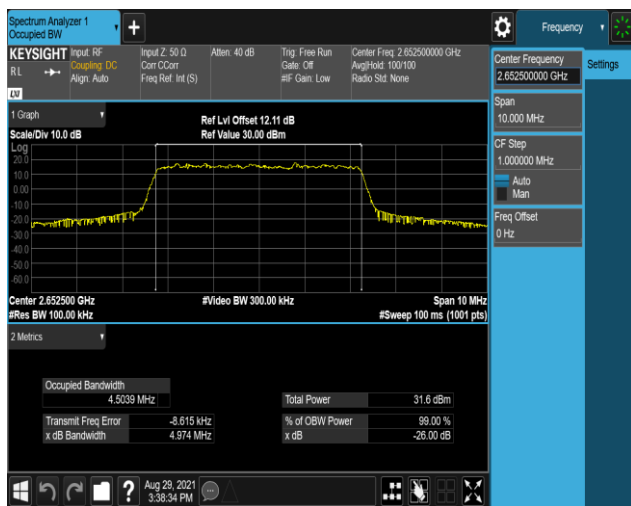 Spectrum Analyzer 1
Occupied BW
+
Frequency
KEYSIGHT
Input: RF
Coupling: DC
Align: Auto
RL
LXI
Input Z: 50 Ω
Corr CCorr
Freq Ref: Int (S)
Atten: 40 dB
Trig: Free Run
Gate: Off
#IF Gain: Low
Center Freq: 2.652500000 GHz
Avg|Hold: 100/100
Radio Std: None
Center Frequency
2.652500000 GHz
Settings
Span
10.000 MHz
CF Step
1.000000 MHz
Auto
Man
Freq Offset
0 Hz
1 Graph
Scale/Div 10.0 dB
Ref Lvl Offset 12.11 dB
Ref Value 30.00 dBm
Log
20.0
10.0
0.00
-10.0
-20.0
-30.0
-40.0
-50.0
-60.0
Center 2.652500 GHz
#Video BW 300.00 kHz
Span 10 MHz
#Res BW 100.00 kHz
#Sweep 100 ms (1001 pts)
2 Metrics
Occupied Bandwidth
4.5039 MHz
Total Power 31.6 dBm
Transmit Freq Error -8.615 kHz
% of OBW Power 99.00 %
x dB Bandwidth 4.974 MHz
x dB -26.00 dB
?
Aug 29, 2021
3:38:34 PM